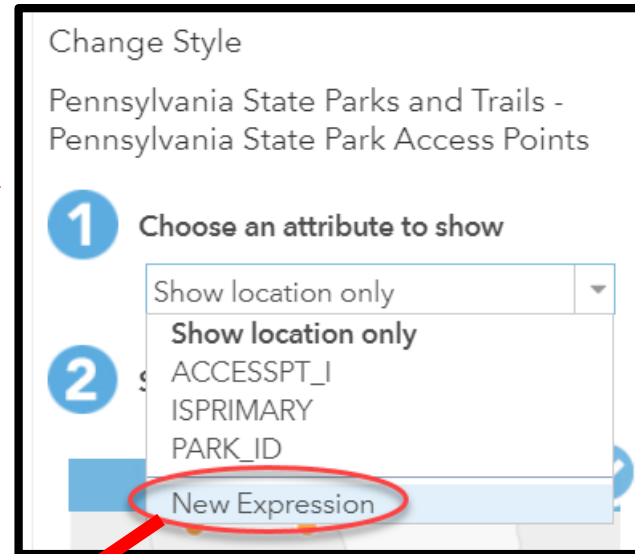 Change Style
Pennsylvania State Parks and Trails -
Pennsylvania State Park Access Points
1 Choose an attribute to show
Show location only
Show location only
2
ACCESSPT_I
ISPRIMARY
PARK_ID
New Expression